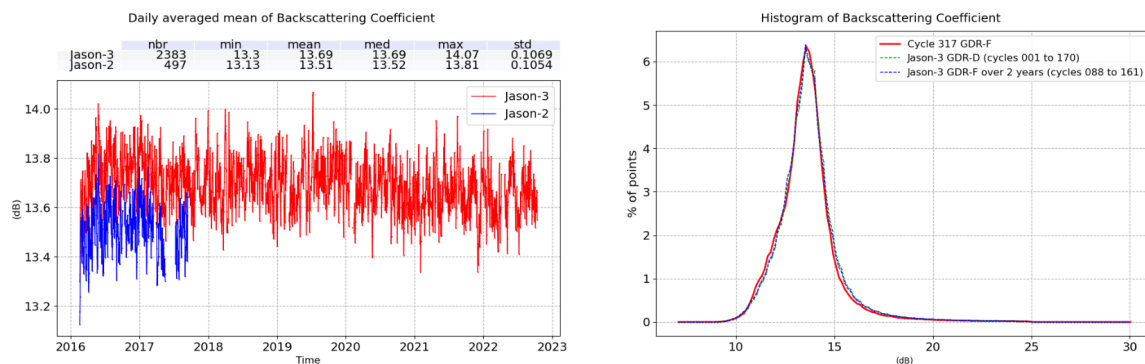 Daily averaged mean of Backscattering Coefficient
nbr min mean med max std
Jason-3 2383 13.3 13.69 13.69 14.07 0.1069
Jason-2 497 13.13 13.51 13.52 13.81 0.1054
Jason-3
Jason-2
14.0
13.8
13.6
13.4
13.2
(dB)
2016 2017 2018 2019 2020 2021 2022 2023
Time
Histogram of Backscattering Coefficient
Cycle 317 GDR-F
Jason-3 GDR-D (cycles 001 to 170)
Jason-3 GDR-F over 2 years (cycles 088 to 161)
6
5
4
3
2
1
0
% of points
10 15 20 25 30
(dB)